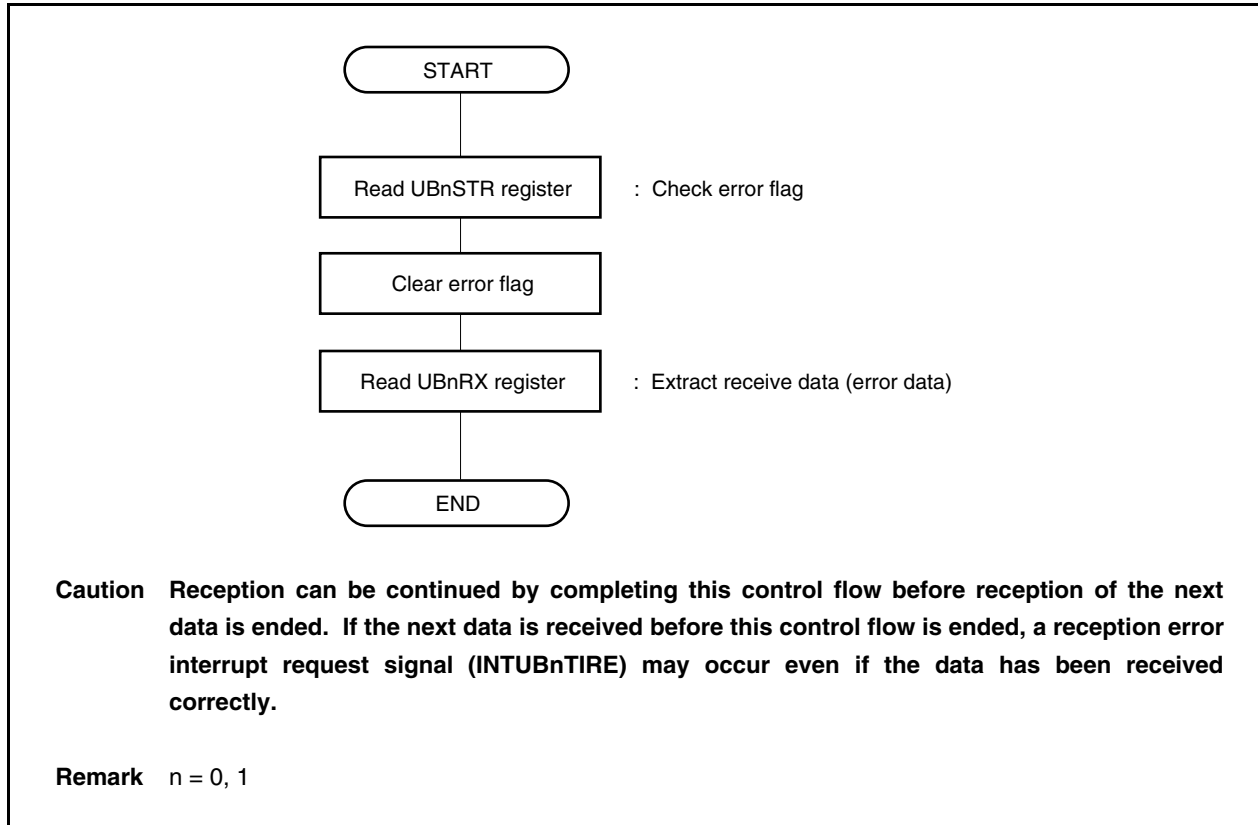 START
Read UBnSTR register : Check error flag
Clear error flag
Read UBnRX register : Extract receive data (error data)
END
Caution Reception can be continued by completing this control flow before reception of the next
data is ended. If the next data is received before this control flow is ended, a reception error
interrupt request signal (INTUBnTIRE) may occur even if the data has been received
correctly.
Remark n = 0, 1